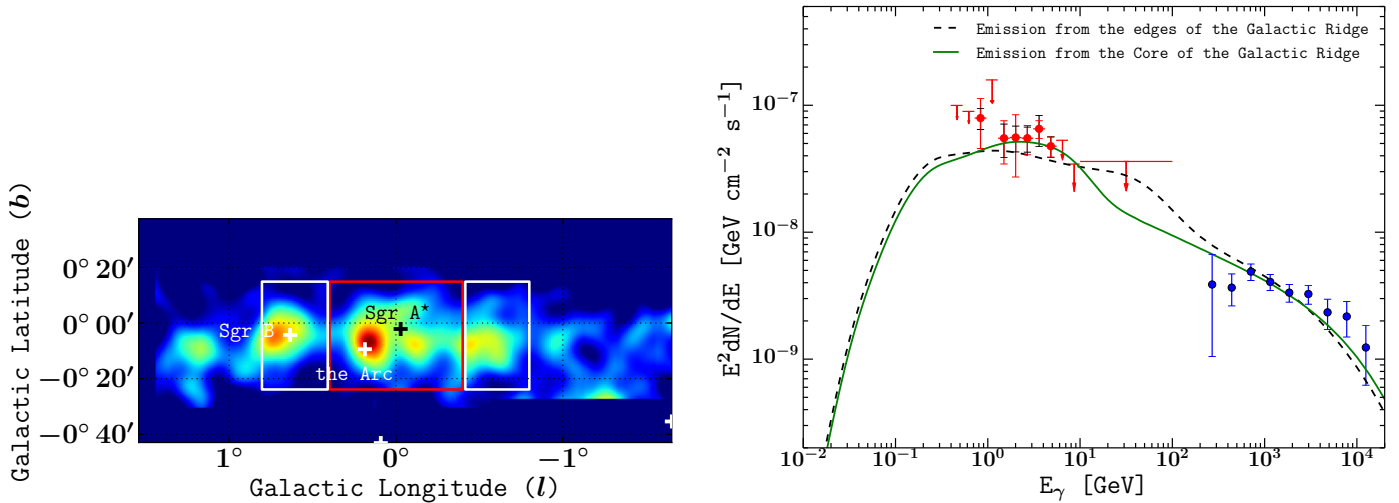 Galactic Latitude (b)
0° 20′
0° 00′
−0° 20′
−0° 40′
Sgr A*
Sgr B
the Arc
1°
0°
−1°
Galactic Longitude (l)
E²dN/dE [GeV cm⁻² s⁻¹]
10⁻⁷
10⁻⁸
10⁻⁹
Emission from the edges of the Galactic Ridge
Emission from the Core of the Galactic Ridge
10⁻²
10⁻¹
10⁰
10¹
10²
10³
10⁴
Eγ [GeV]